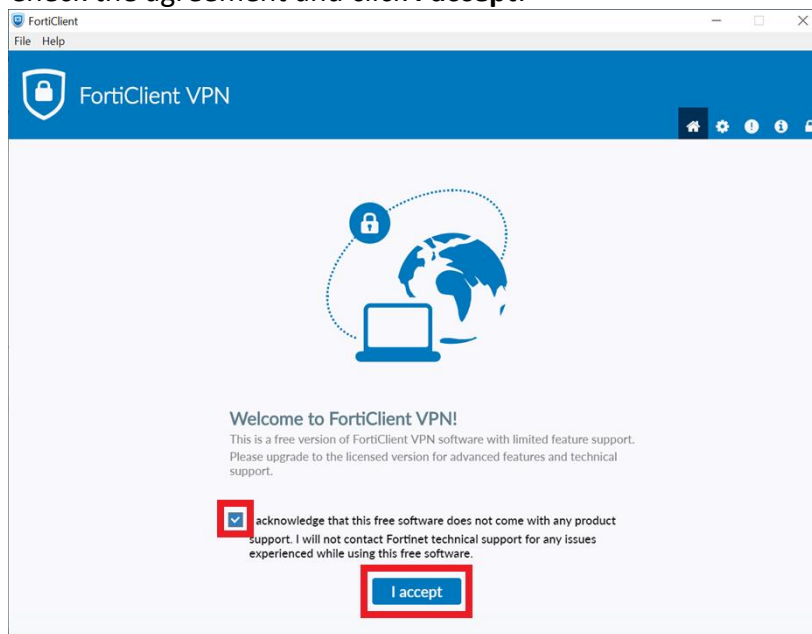 FortiClient
File Help
FortiClient VPN
Welcome to FortiClient VPN!
This is a free version of FortiClient VPN software with limited feature support.
Please upgrade to the licensed version for advanced features and technical
support.
acknowledge that this free software does not come with any product
support. I will not contact Fortinet technical support for any issues
experienced while using this free software.
I accept